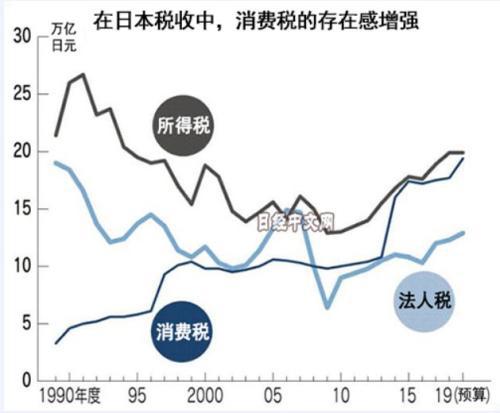 在日本税收中，消费税的存在感增强
万亿
日元
30
25
20
15
10
5
0
所得税
日经中文网
消费税
法人税
1990年度 95 2000 05 10 15 19(预算)